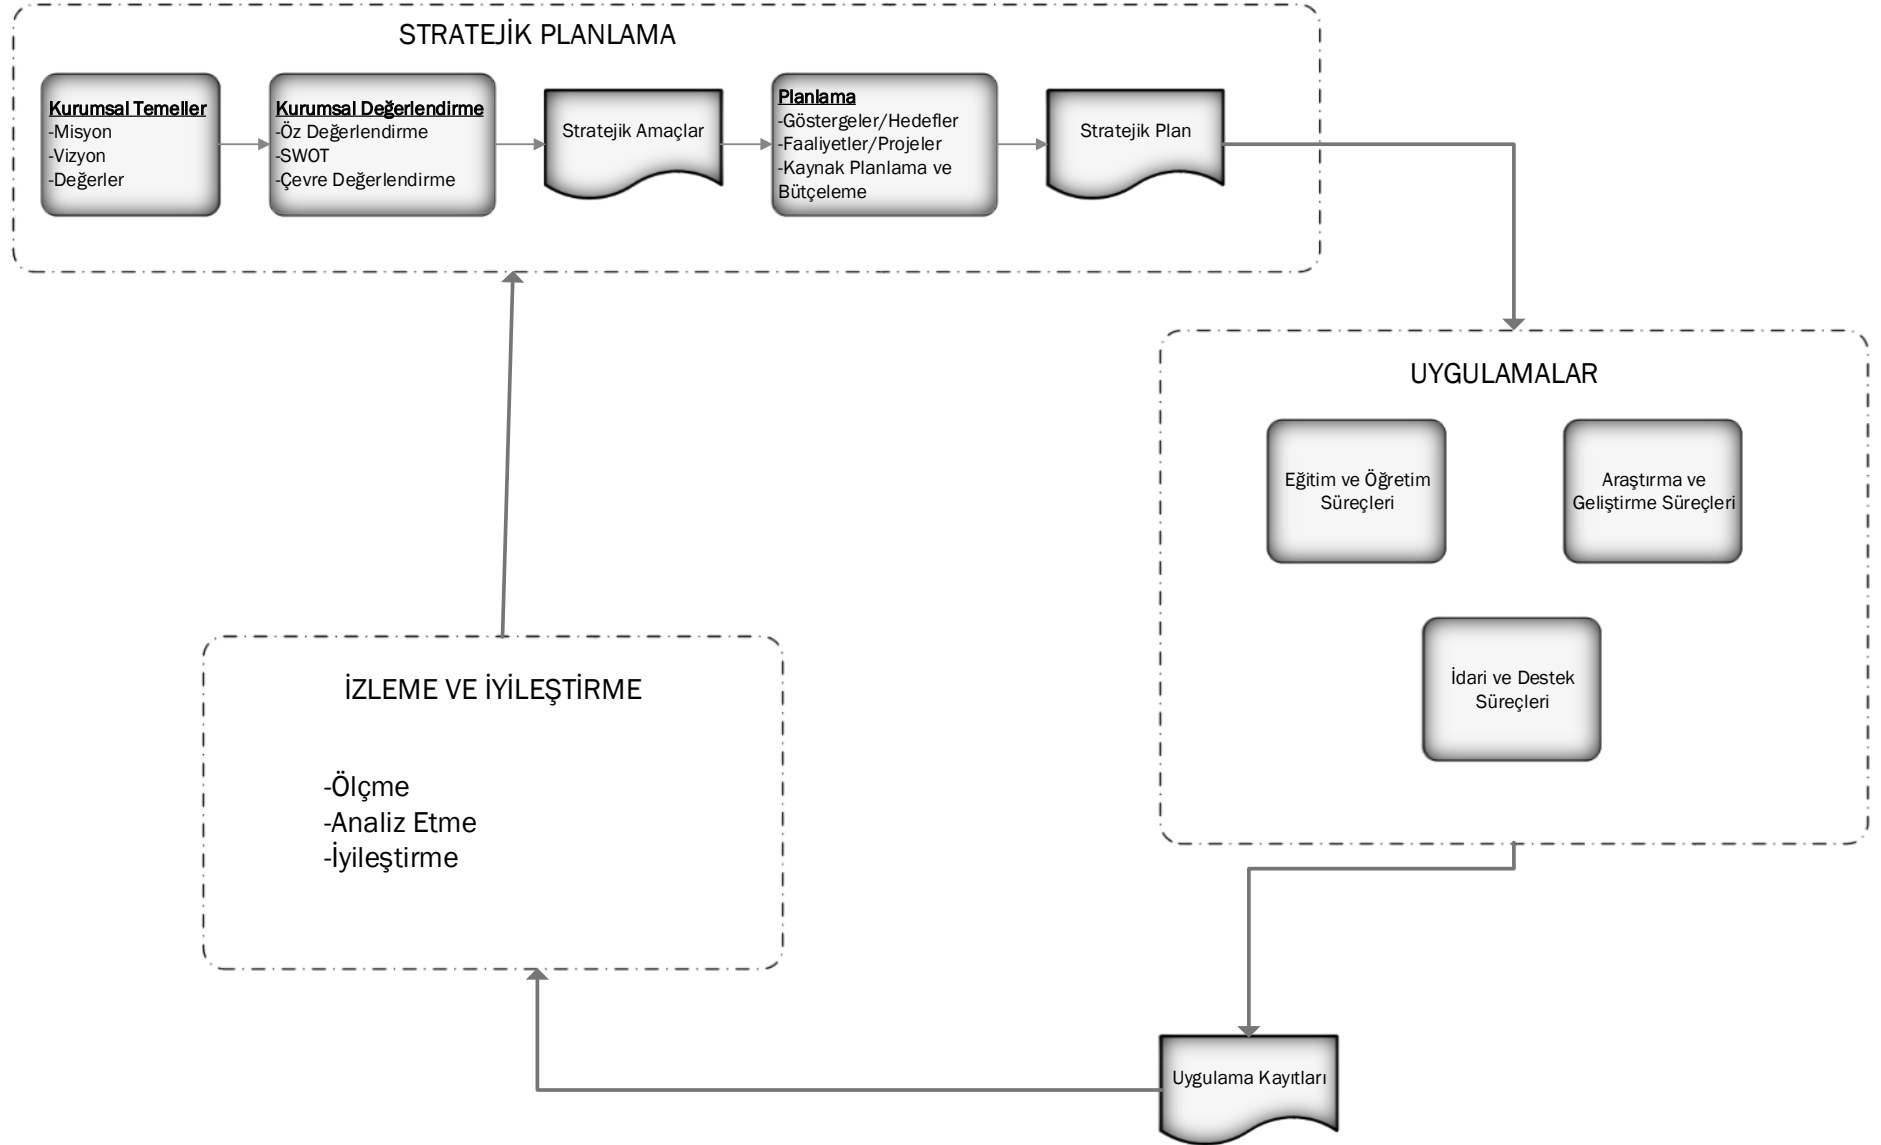 STRATEJİK PLANLAMA
Kurumsal Temeller
-Misyon
-Vizyon
-Değerler
Kurumsal Değerlendirme
-Öz Değerlendirme
-SWOT
-Çevre Değerlendirme
Stratejik Amaçlar
Planlama
-Göstergeler/Hedefler
-Faaliyetler/Projeler
-Kaynak Planlama ve
Bütçeleme
Stratejik Plan
UYGULAMALAR
Eğitim ve Öğretim
Süreçleri
Araştırma ve
Geliştirme Süreçleri
İdari ve Destek
Süreçleri
İZLEME VE İYİLEŞTİRME
-Ölçme
-Analiz Etme
-İyileştirme
Uygulama Kayıtları